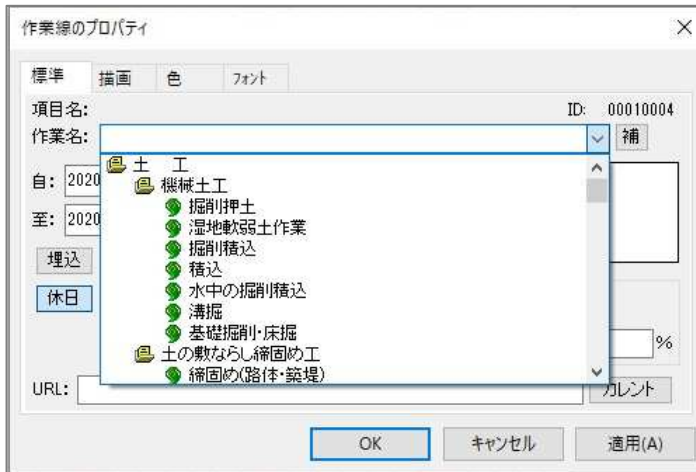 作業線のプロパティ
標準 描画 色 フォント
項目名: ID: 00010004
作業名: 補
土 工
機械土工
自: 2020
掘削押土
湿地軟弱土作業
至: 2020
掘削積込
埋込
積込
休日
水中の掘削積込
溝掘
基礎掘削・床掘
%
土の敷ならし締固め工
締固め(路体・築堤)
URL: カレント
OK キャンセル 適用(A)